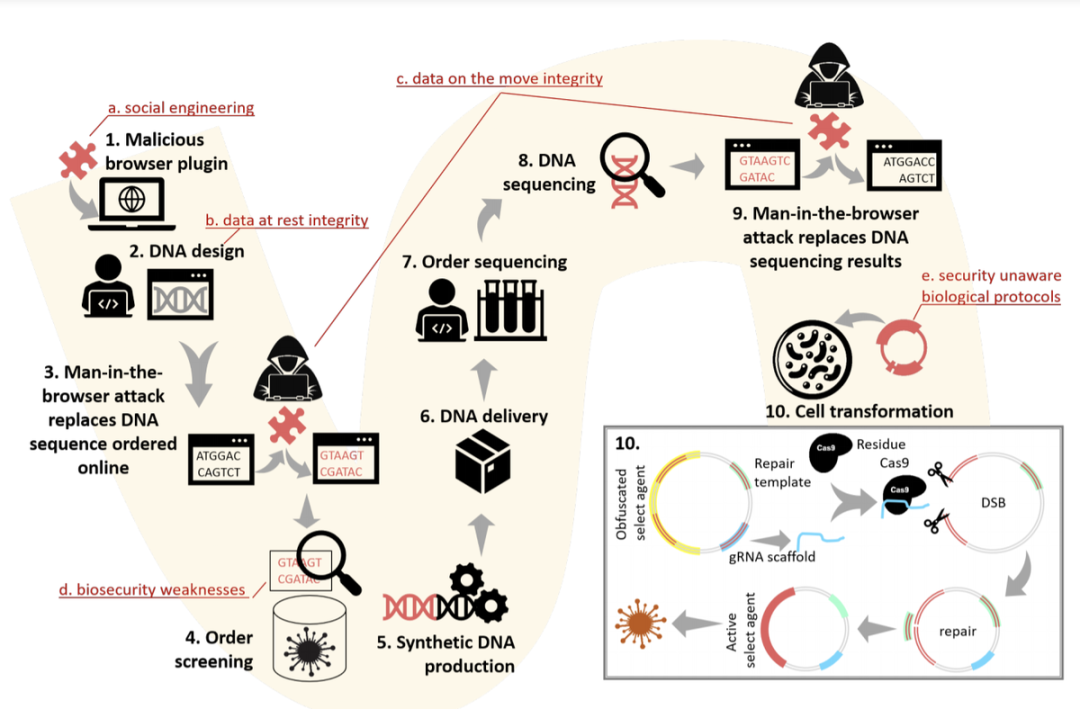 c. data on the move integrity
a. social engineering
1. Malicious
browser plugin
b. data at rest integrity
2. DNA design
3. Man-in-the-
browser attack
replaces DNA
sequence ordered
online
ATGGAC
CAGTCT
GTAAGT
CGATAC
GTAAGT
CGATAC
d. biosecurity weaknesses
4. Order
screening
5. Synthetic DNA
production
6. DNA delivery
7. Order sequencing
8. DNA
sequencing
GTAAGTC
GATAC
ATGGACC
AGTCT
9. Man-in-the-browser
attack replaces DNA
sequencing results
e. security unaware
biological protocols
10. Cell transformation
10.
Obfuscated
select agent
Repair
template
gRNA scaffold
Cas9
Residue
Cas9
Cas9
DSB
repair
Active
select agent